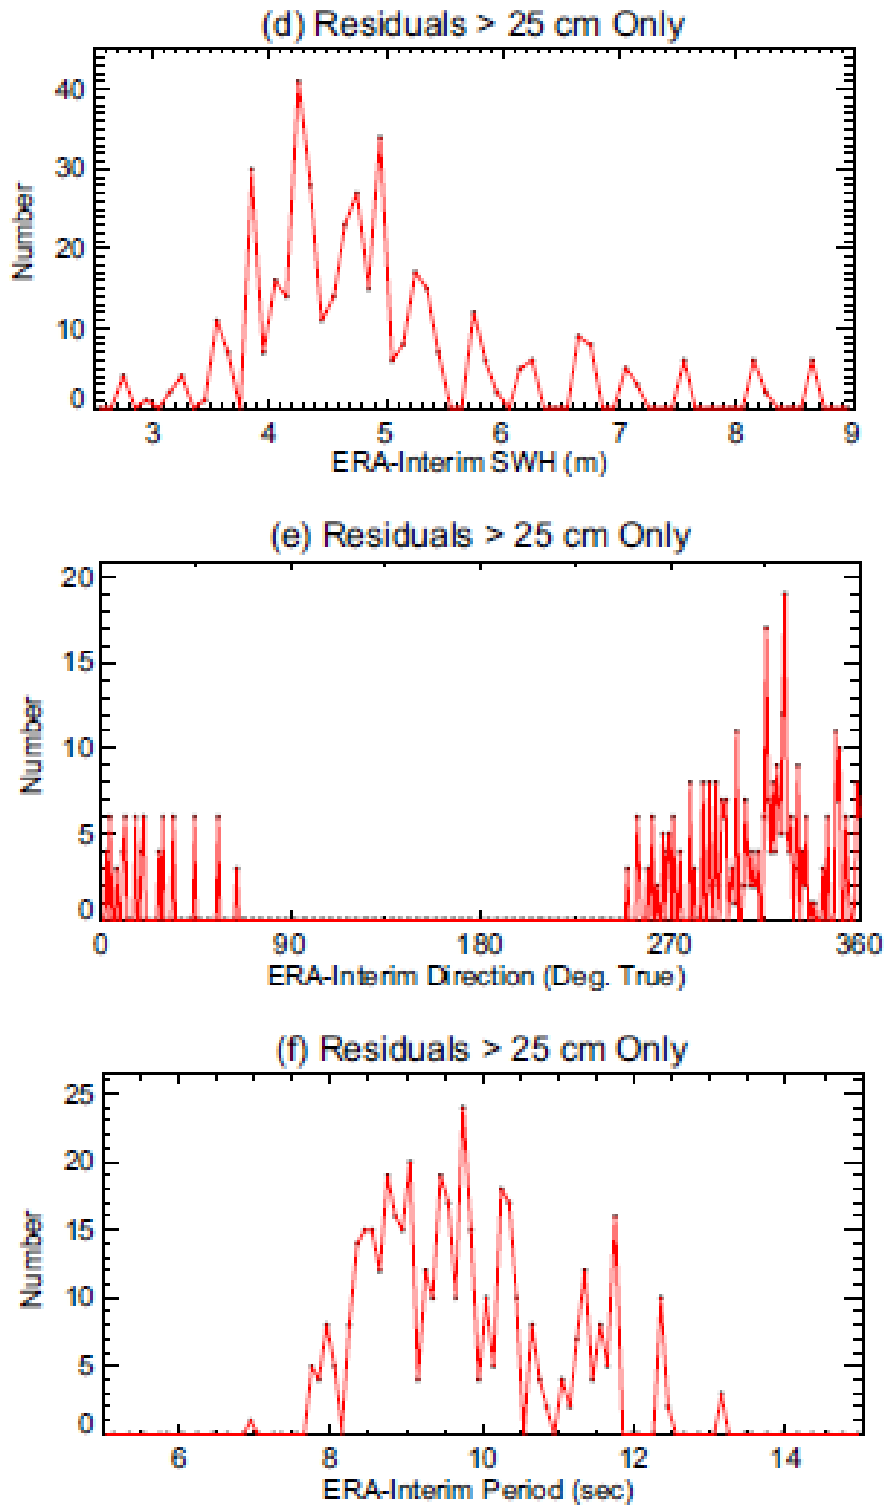 (d) Residuals > 25 cm Only
40
30
20
10
0
Number
3 4 5 6 7 8 9
ERA-Interim SWH (m)
(e) Residuals > 25 cm Only
20
15
10
5
0
Number
0 90 180 270 360
ERA-Interim Direction (Deg. True)
(f) Residuals > 25 cm Only
25
20
15
10
5
0
Number
6 8 10 12 14
ERA-Interim Period (sec)